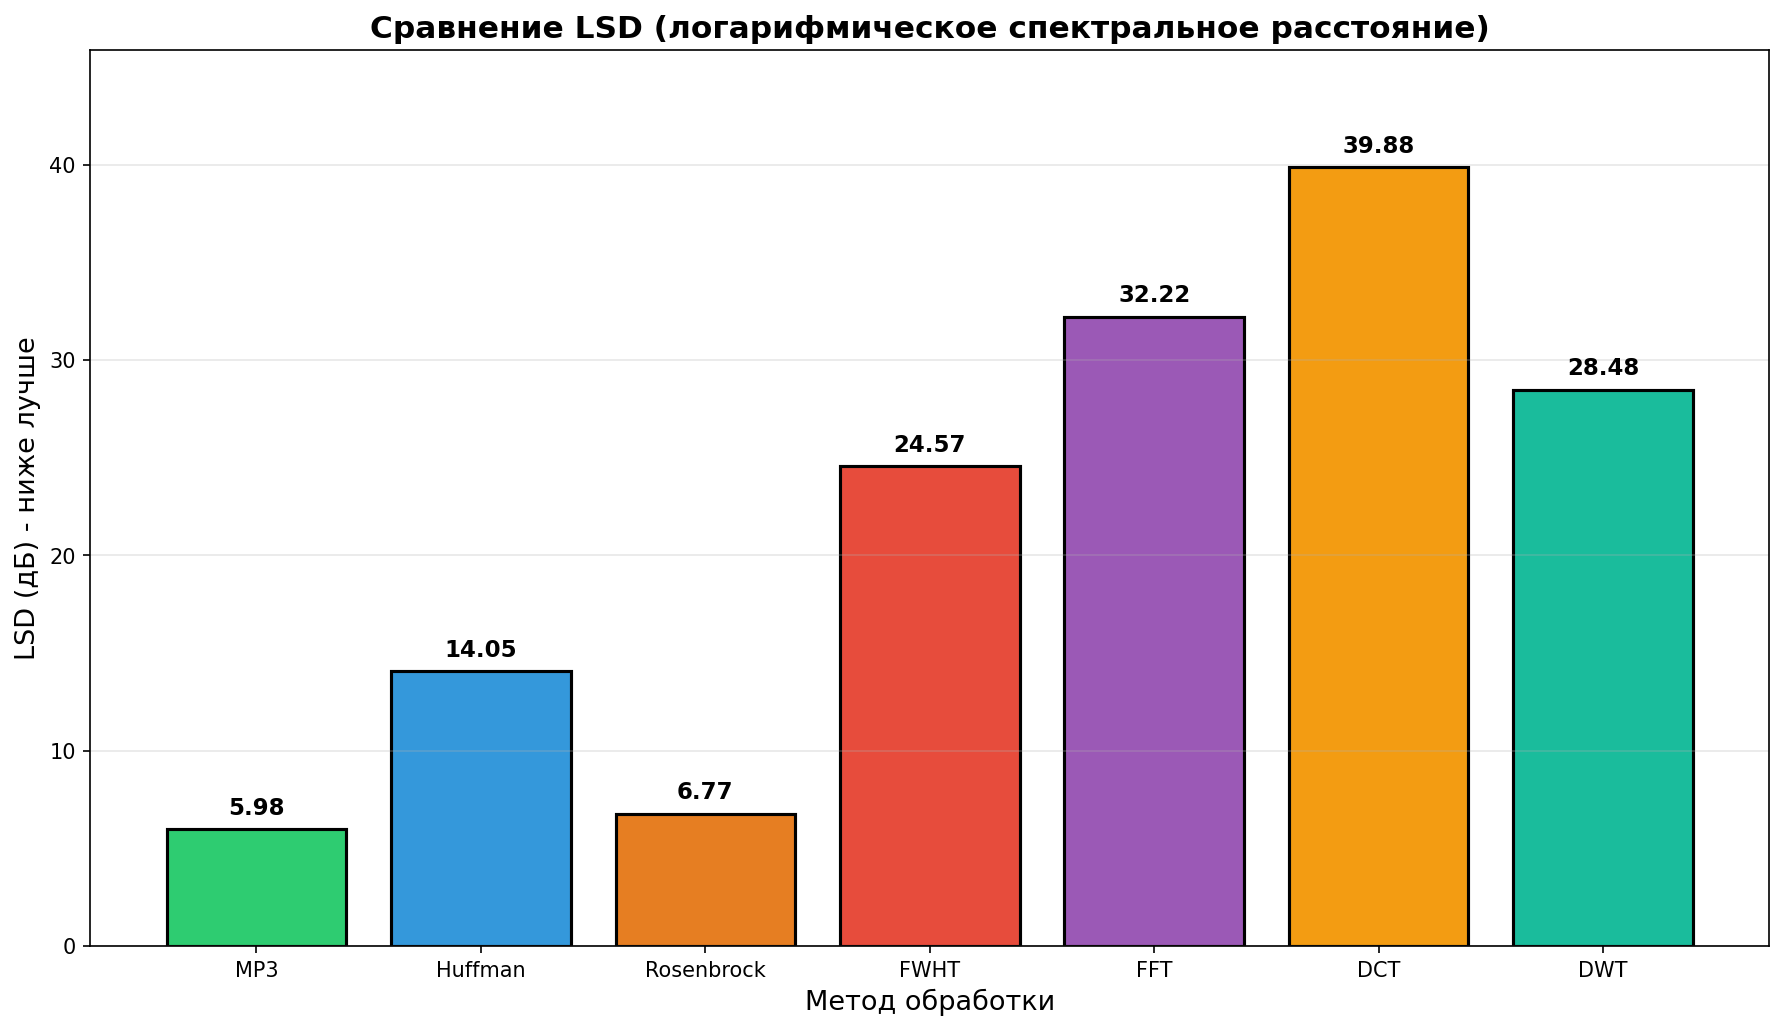 Сравнение LSD (логарифмическое спектральное расстояние)
LSD (дБ) - ниже лучше
40
30
20
10
0
5.98
14.05
6.77
24.57
32.22
39.88
28.48
MP3
Huffman
Rosenbrock
FWHT
FFT
DCT
DWT
Метод обработки